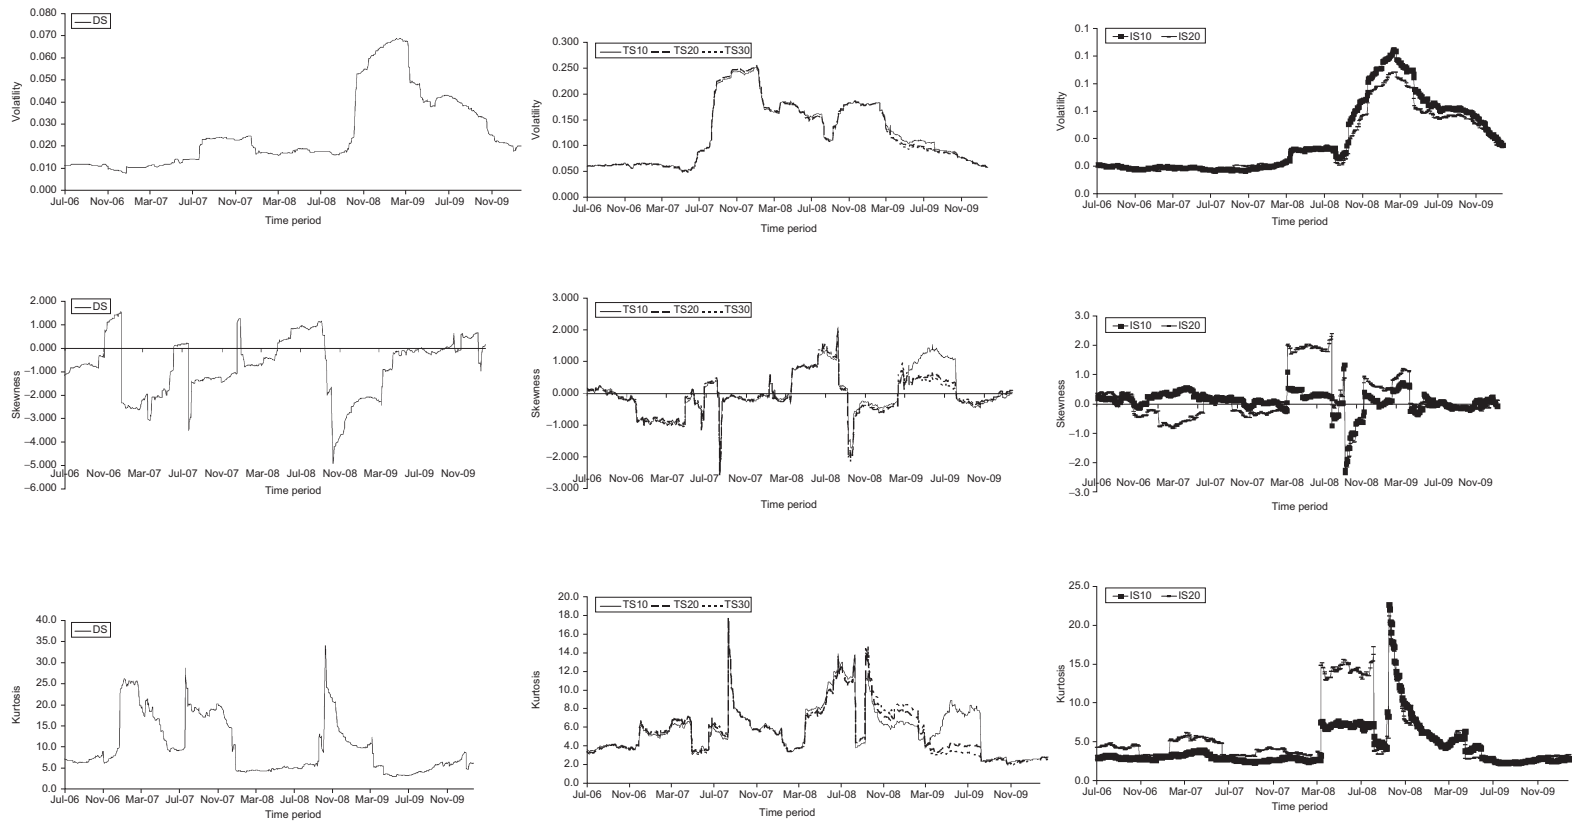 DS
Volatility
0.080
0.070
0.060
0.050
0.040
0.030
0.020
0.010
0.000
Jul-06 Nov-06 Mar-07 Jul-07 Nov-07 Mar-08 Jul-08 Nov-08 Mar-09 Jul-09 Nov-09
Time period
TS10 TS20 TS30
Volatility
0.300
0.250
0.200
0.150
0.100
0.050
0.000
Jul-06 Nov-06 Mar-07 Jul-07 Nov-07 Mar-08 Jul-08 Nov-08 Mar-09 Jul-09 Nov-09
Time period
IS10 IS20
Volatility
0.1
0.1
0.1
0.1
0.0
0.0
0.0
Jul-06 Nov-06 Mar-07 Jul-07 Nov-07 Mar-08 Jul-08 Nov-08 Mar-09 Jul-09 Nov-09
Time period
DS
Skewness
2.000
1.000
0.000
−1.000
−2.000
−3.000
−4.000
−5.000
−6.000
Jul-06 Nov-06 Mar-07 Jul-07 Nov-07 Mar-08 Jul-08 Nov-08 Mar-09 Jul-09 Nov-09
Time period
TS10 TS20 TS30
Skewness
3.000
2.000
1.000
0.000
−1.000
−2.000
−3.000
Jul-06 Nov-06 Mar-07 Jul-07 Nov-07 Mar-08 Jul-08 Nov-08 Mar-09 Jul-09 Nov-09
Time period
IS10 IS20
Skewness
3.0
2.0
1.0
0.0
−1.0
−2.0
−3.0
Jul-06 Nov-06 Mar-07 Jul-07 Nov-07 Mar-08 Jul-08 Nov-08 Mar-09 Jul-09 Nov-09
Time period
DS
Kurtosis
40.0
35.0
30.0
25.0
20.0
15.0
10.0
5.0
0.0
Jul-06 Nov-06 Mar-07 Jul-07 Nov-07 Mar-08 Jul-08 Nov-08 Mar-09 Jul-09 Nov-09
Time period
TS10 TS20 TS30
Kurtosis
20.0
18.0
16.0
14.0
12.0
10.0
8.0
6.0
4.0
2.0
0.0
Jul-06 Nov-06 Mar-07 Jul-07 Nov-07 Mar-08 Jul-08 Nov-08 Mar-09 Jul-09 Nov-09
Time period
IS10 IS20
Kurtosis
25.0
20.0
15.0
10.0
5.0
0.0
Jul-06 Nov-06 Mar-07 Jul-07 Nov-07 Mar-08 Jul-08 Nov-08 Mar-09 Jul-09 Nov-09
Time period